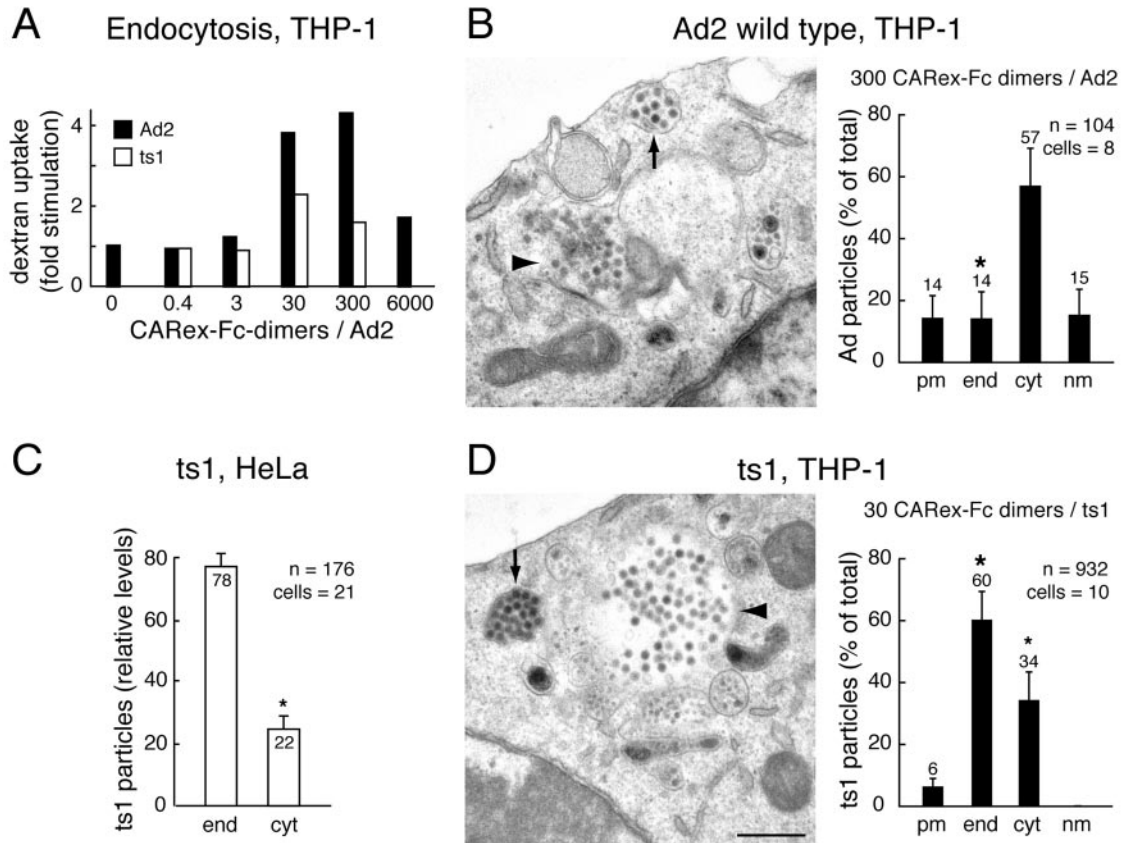 A
Endocytosis, THP-1
dextran uptake
(fold stimulation)
4
2
0
Ad2
ts1
0 0.4 3 30 300 6000
CARex-Fc-dimers / Ad2
B
Ad2 wild type, THP-1
300 CARex-Fc dimers / Ad2
Ad particles (% of total)
80
60
40
20
0
n = 104
cells = 8
14
*
14
57
15
pm end cyt nm
C
ts1, HeLa
ts1 particles (relative levels)
80
60
40
20
0
n = 176
cells = 21
78
*
22
end cyt
D
ts1, THP-1
30 CARex-Fc dimers / ts1
ts1 particles (% of total)
80
60
40
20
0
n = 932
cells = 10
6
*
60
*
34
pm end cyt nm